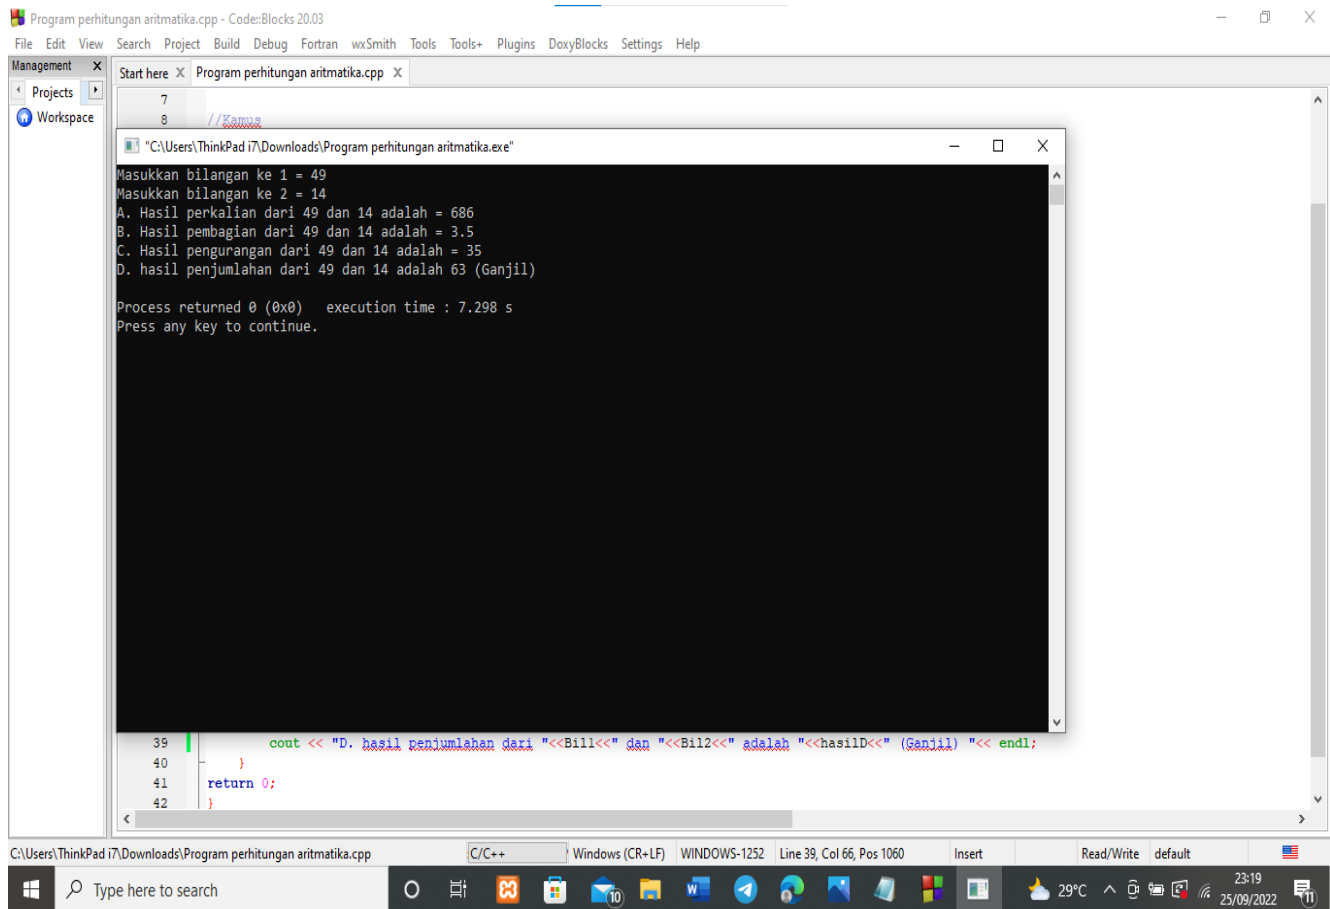 Program perhitungan aritmatika.cpp - Code::Blocks 20.03
File Edit View Search Project Build Debug Fortran wxSmith Tools Tools+ Plugins DoxyBlocks Settings Help
Management X
Start here X Program perhitungan aritmatika.cpp X
Projects
Workspace
7
8 //Kamus
"C:\Users\ThinkPad i7\Downloads\Program perhitungan aritmatika.exe"
Masukkan bilangan ke 1 = 49
Masukkan bilangan ke 2 = 14
A. Hasil perkalian dari 49 dan 14 adalah = 686
B. Hasil pembagian dari 49 dan 14 adalah = 3.5
C. Hasil pengurangan dari 49 dan 14 adalah = 35
D. hasil penjumlahan dari 49 dan 14 adalah 63 (Ganjil)
Process returned 0 (0x0) execution time : 7.298 s
Press any key to continue.
39 cout << "D. hasil penjumlahan dari "<<Bil1<<" dan "<<Bil2<<" adalah "<<hasilD<<" (Ganjil) "<< endl;
40 }
41 return 0;
42 }
C:\Users\ThinkPad i7\Downloads\Program perhitungan aritmatika.cpp C/C++ Windows (CR+LF) WINDOWS-1252 Line 39, Col 66, Pos 1060 Insert Read/Write default
Type here to search
10
W
29°C
23:19
25/09/2022
11